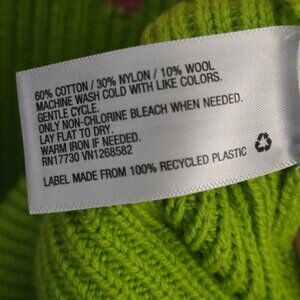 60% COTTON / 30% NYLON / 10% WOOL
MACHINE WASH COLD WITH LIKE COLORS.
GENTLE CYCLE.
ONLY NON-CHLORINE BLEACH WHEN NEEDED.
LAY FLAT TO DRY.
WARM IRON IF NEEDED.
RN17730 VN1268582
LABEL MADE FROM 100% RECYCLED PLASTIC